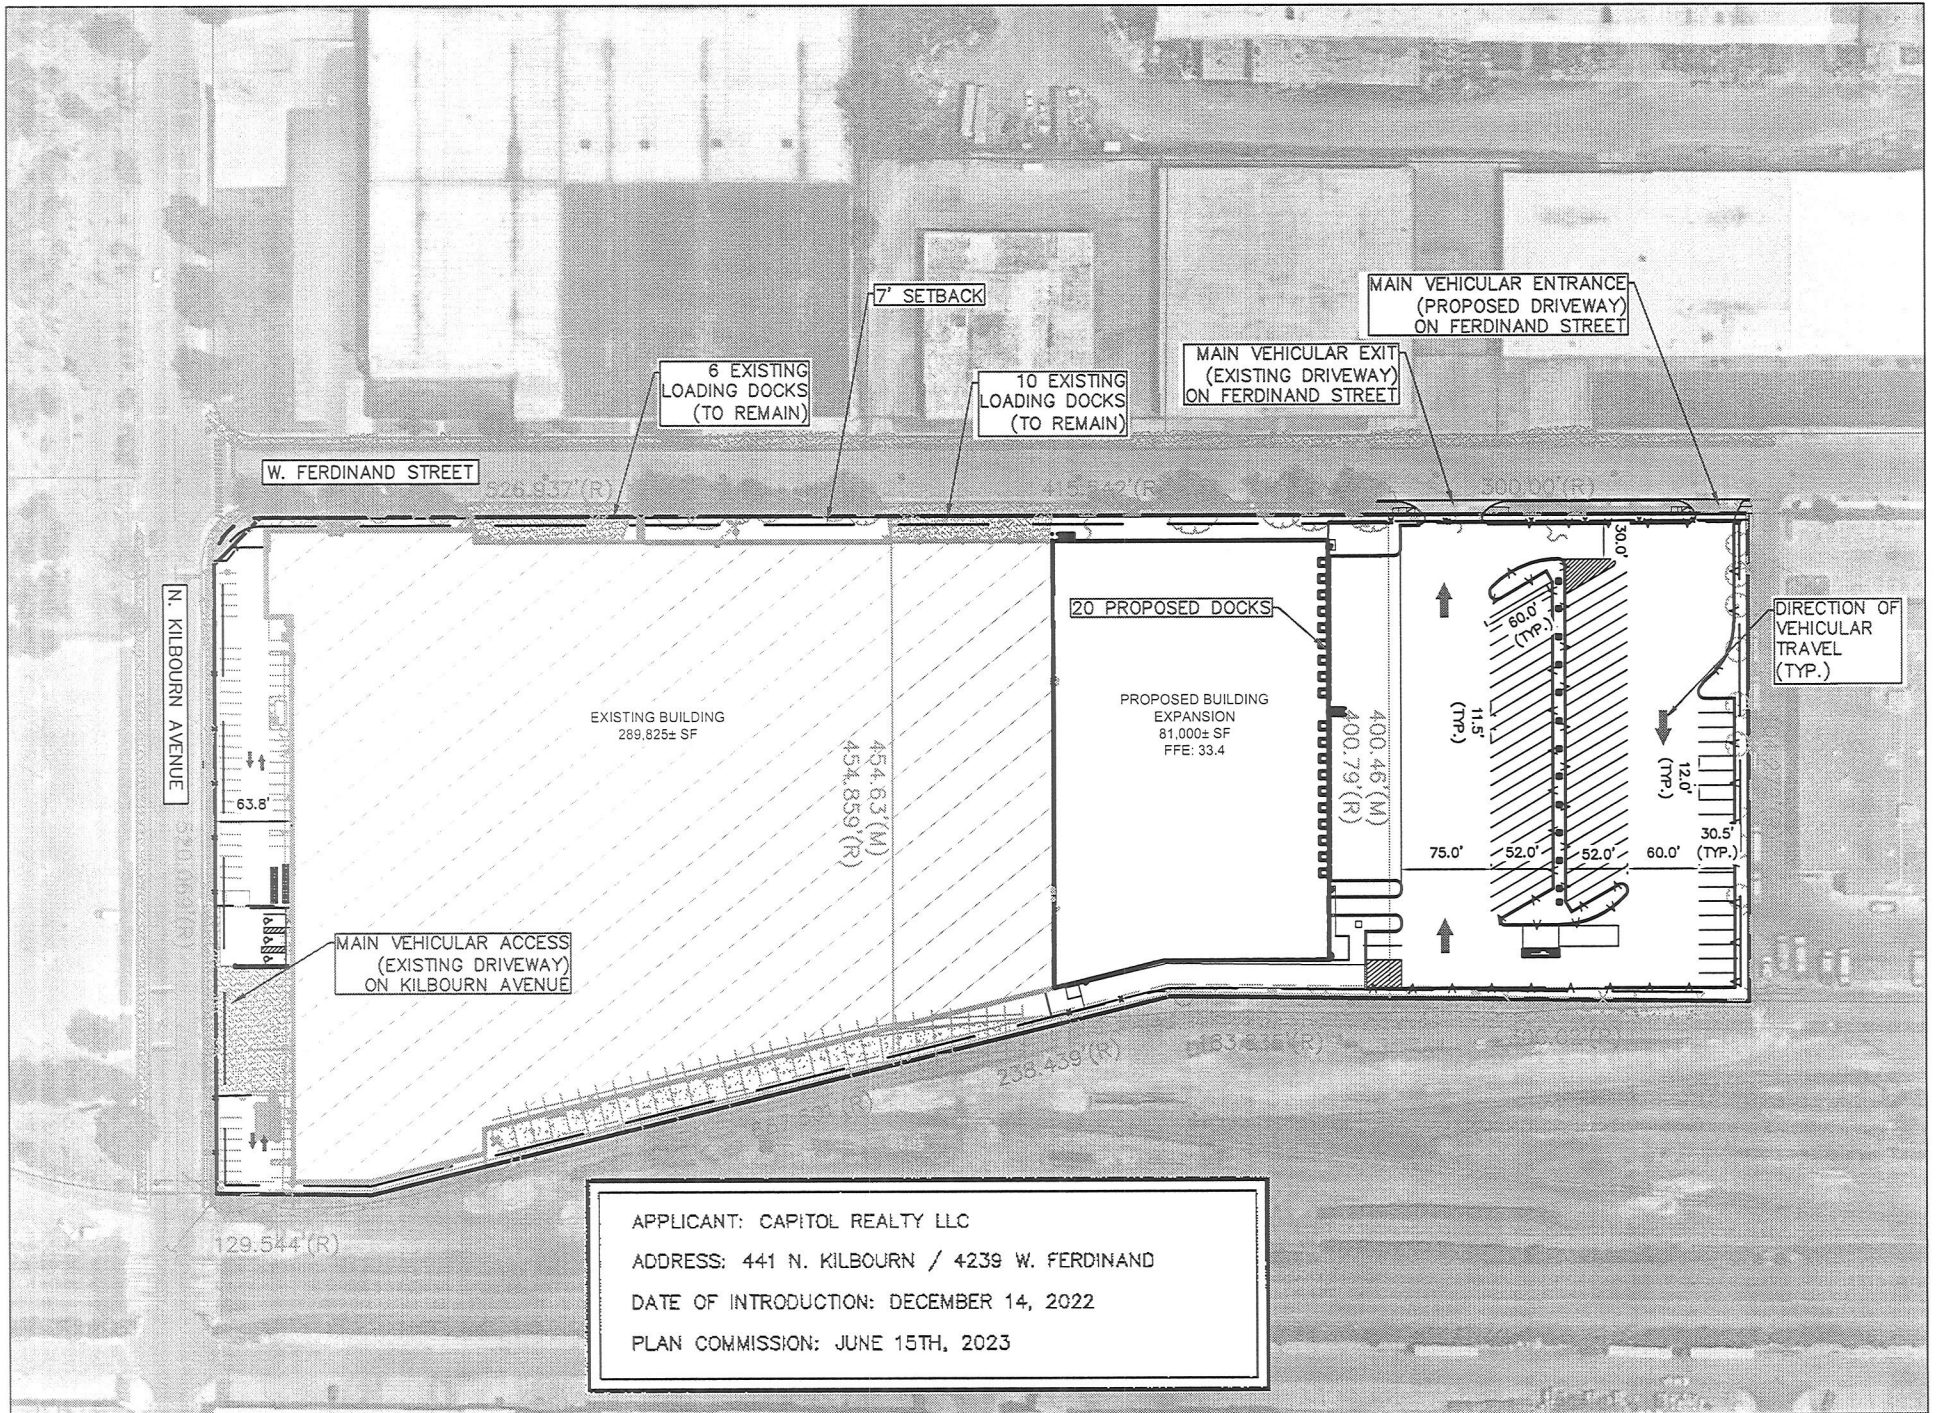 7' SETBACK
MAIN VEHICULAR ENTRANCE
(PROPOSED DRIVEWAY)
ON FERDINAND STREET
6 EXISTING
LOADING DOCKS
(TO REMAIN)
10 EXISTING
LOADING DOCKS
(TO REMAIN)
MAIN VEHICULAR EXIT
(EXISTING DRIVEWAY)
ON FERDINAND STREET
W. FERDINAND STREET
526.937'(R)
300.00'(R)
30.0'
N. KILBOURN AVENUE
20 PROPOSED DOCKS
60.0'
(TYP.)
DIRECTION OF
VEHICULAR
TRAVEL
(TYP.)
EXISTING BUILDING
289,825± SF
PROPOSED BUILDING
EXPANSION
81,000± SF
FFE: 33.4
454.63'(M)
454.859'(R)
400.46'(M)
400.79'(R)
11.5'
(TYP.)
12.0'
(TYP.)
63.8'
75.0'
52.0'
52.0'
60.0'
30.5'
(TYP.)
MAIN VEHICULAR ACCESS
(EXISTING DRIVEWAY)
ON KILBOURN AVENUE
238.439'(R)
129.544'(R)
APPLICANT: CAPITOL REALTY LLC
ADDRESS: 441 N. KILBOURN / 4239 W. FERDINAND
DATE OF INTRODUCTION: DECEMBER 14, 2022
PLAN COMMISSION: JUNE 15TH, 2023